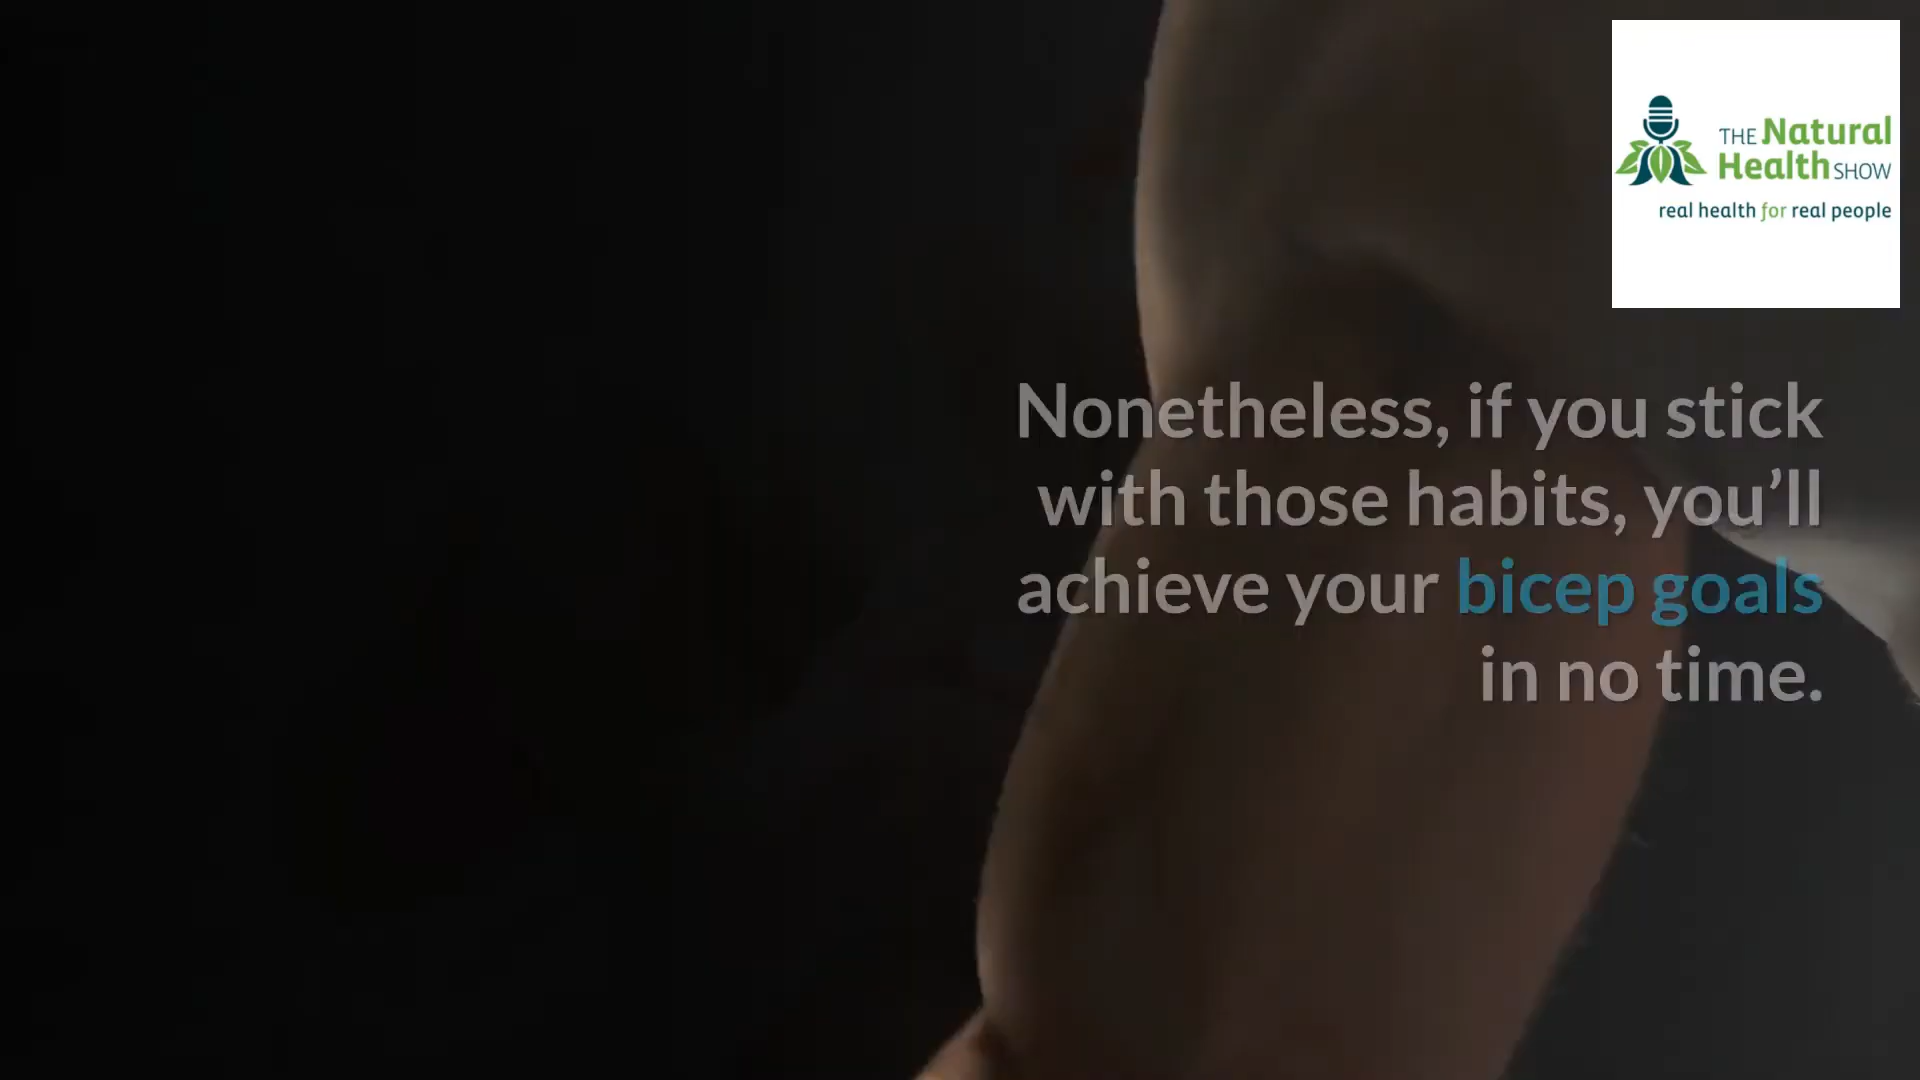 THE Natural
Health SHOW
real health for real people
Nonetheless, if you stick
with those habits, you’ll
achieve your bicep goals
in no time.